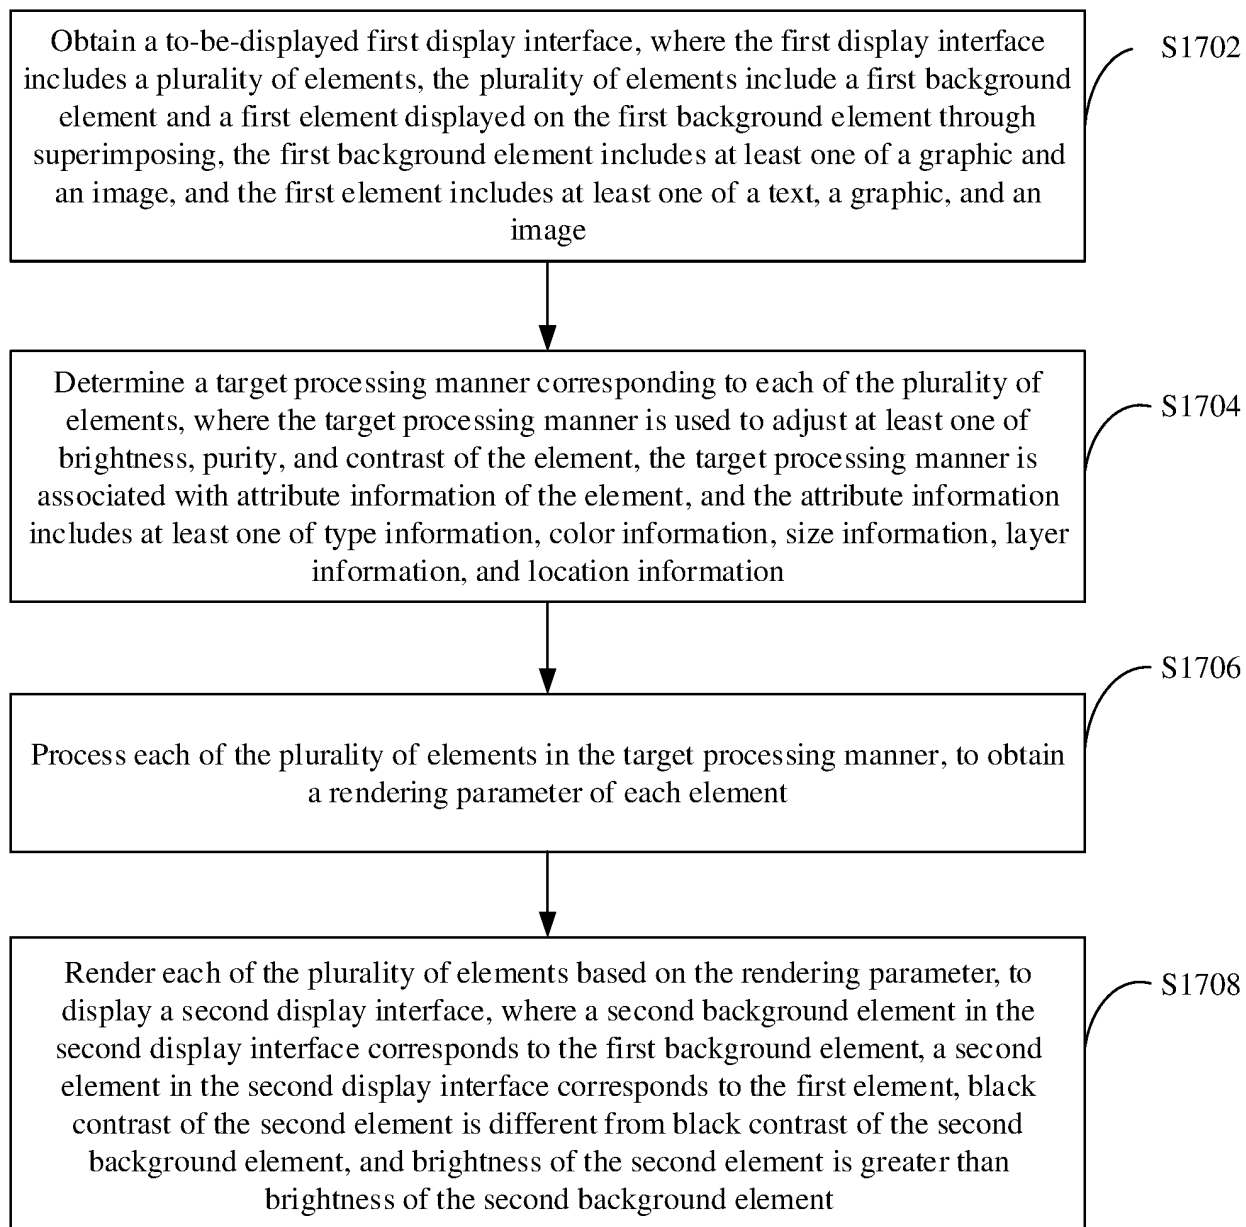 Obtain a to-be-displayed first display interface, where the first display interface
includes a plurality of elements, the plurality of elements include a first background
element and a first element displayed on the first background element through
superimposing, the first background element includes at least one of a graphic and
an image, and the first element includes at least one of a text, a graphic, and an
image
S1702
Determine a target processing manner corresponding to each of the plurality of
elements, where the target processing manner is used to adjust at least one of
brightness, purity, and contrast of the element, the target processing manner is
associated with attribute information of the element, and the attribute information
includes at least one of type information, color information, size information, layer
information, and location information
S1704
Process each of the plurality of elements in the target processing manner, to obtain
a rendering parameter of each element
S1706
Render each of the plurality of elements based on the rendering parameter, to
display a second display interface, where a second background element in the
second display interface corresponds to the first background element, a second
element in the second display interface corresponds to the first element, black
contrast of the second element is different from black contrast of the second
background element, and brightness of the second element is greater than
brightness of the second background element
S1708